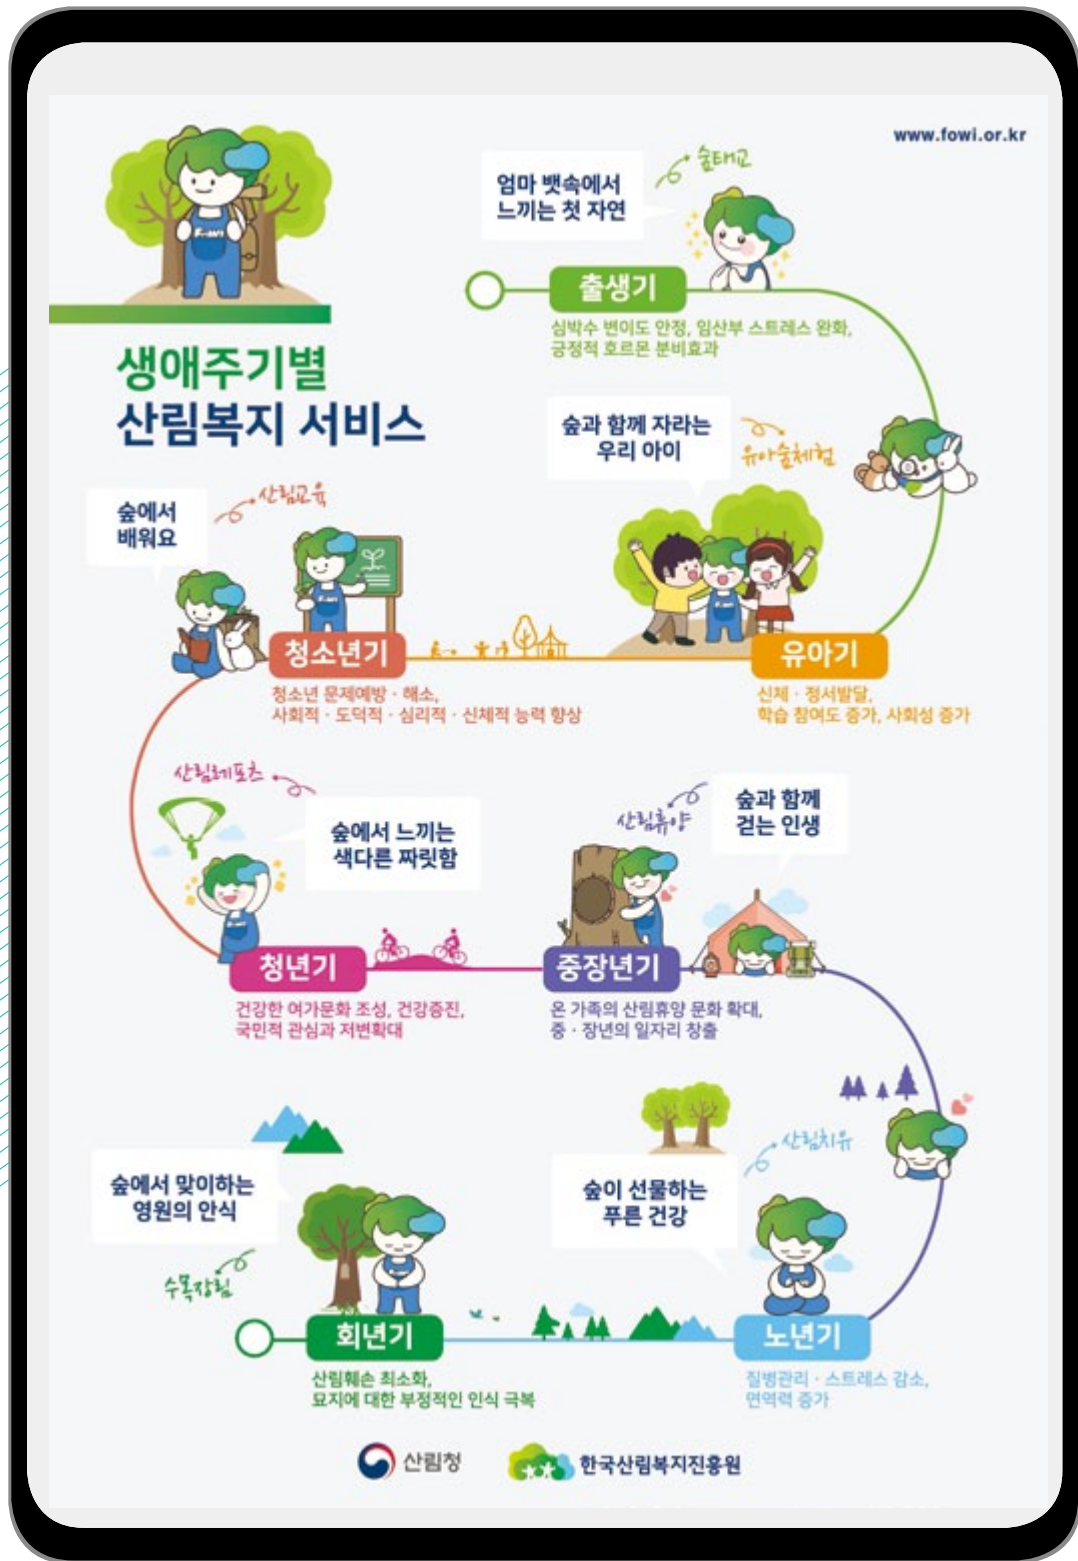 www.fowi.or.kr
생애주기별
산림복지 서비스
엄마 뱃속에서
느끼는 첫 자연
숲태교
출생기
심박수 변이도 안정, 임산부 스트레스 완화,
긍정적 호르몬 분비효과
숲과 함께 자라는
우리 아이
유아숲체험
유아기
신체 · 정서발달,
학습 참여도 증가, 사회성 증가
숲에서
배워요
산림교육
청소년기
청소년 문제예방 · 해소,
사회적 · 도덕적 · 심리적 · 신체적 능력 향상
산림레포츠
숲에서 느끼는
색다른 짜릿함
청년기
건강한 여가문화 조성, 건강증진,
국민적 관심과 저변확대
산림휴양
숲과 함께
걷는 인생
중장년기
온 가족의 산림휴양 문화 확대,
중 · 장년의 일자리 창출
산림치유
숲이 선물하는
푸른 건강
노년기
질병관리 · 스트레스 감소,
면역력 증가
숲에서 맞이하는
영원의 안식
수목장림
회년기
산림훼손 최소화,
묘지에 대한 부정적인 인식 극복
산림청
한국산림복지진흥원